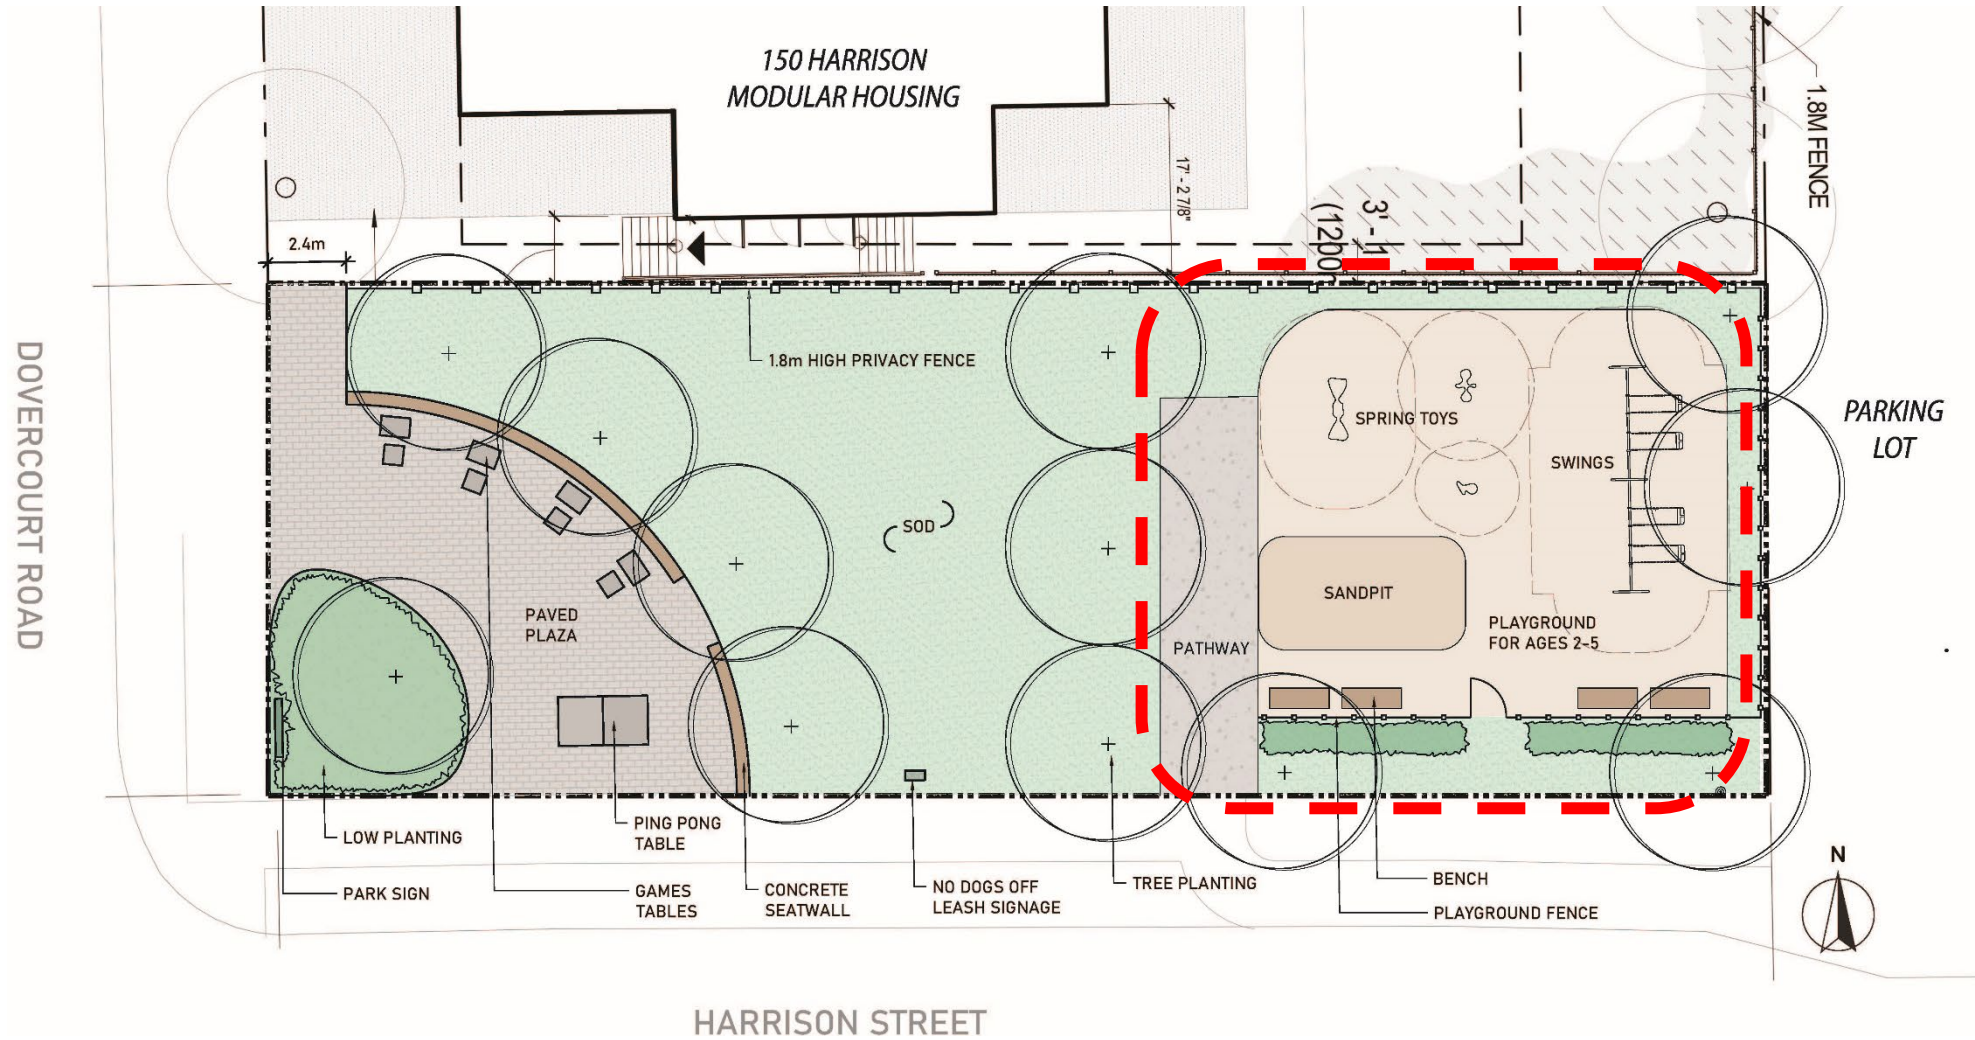 150 HARRISON
MODULAR HOUSING
1.8M FENCE
17' - 2 7/8"
3'-1
(1200
2.4m
1.8m HIGH PRIVACY FENCE
DOVERCOURT ROAD
PARKING
LOT
SPRING TOYS
SWINGS
SOD
SANDPIT
PAVED
PLAZA
PLAYGROUND
FOR AGES 2-5
PATHWAY
LOW PLANTING
PING PONG
TABLE
PARK SIGN
GAMES
TABLES
CONCRETE
SEATWALL
NO DOGS OFF
LEASH SIGNAGE
TREE PLANTING
BENCH
PLAYGROUND FENCE
N
HARRISON STREET